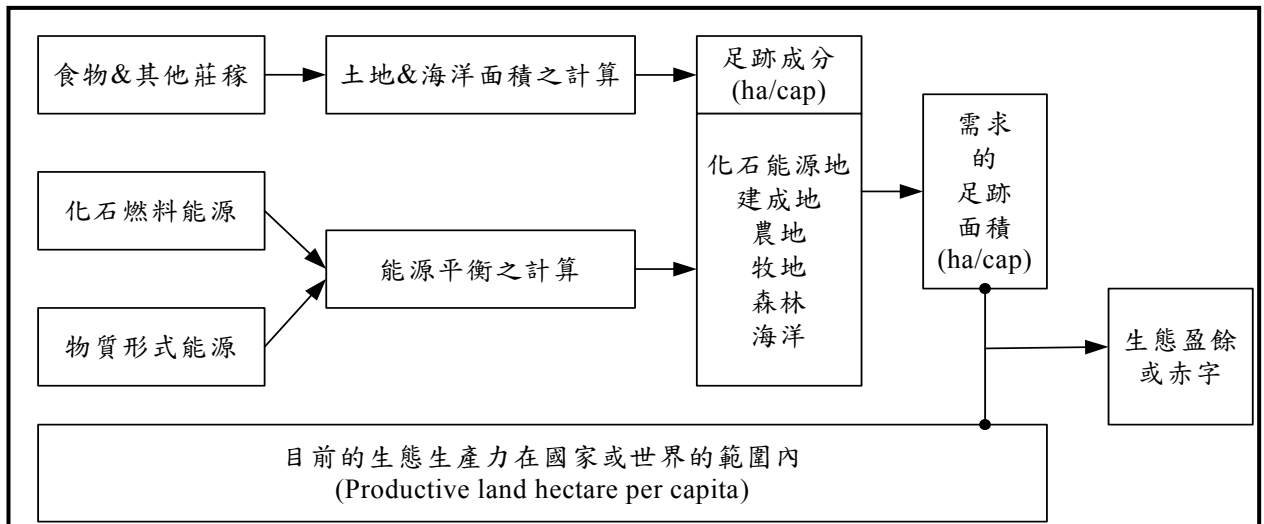 食物&其他莊稼
土地&海洋面積之計算
足跡成分
(ha/cap)
化石能源地
建成地
農地
牧地
森林
海洋
需求
的
足跡
面積
(ha/cap)
化石燃料能源
能源平衡之計算
物質形式能源
生態盈餘
或赤字
目前的生態生產力在國家或世界的範圍內
(Productive land hectare per capita)